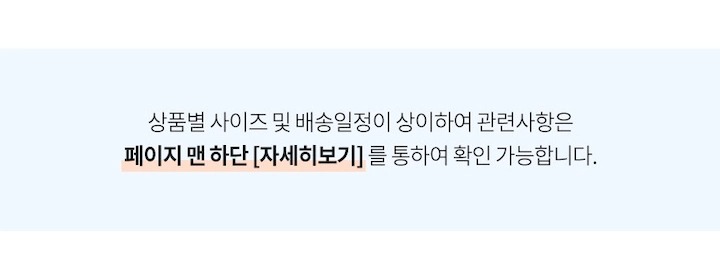 상품별 사이즈 및 배송일정이 상이하여 관련사항은
페이지 맨 하단 [자세히보기] 를 통하여 확인 가능합니다.